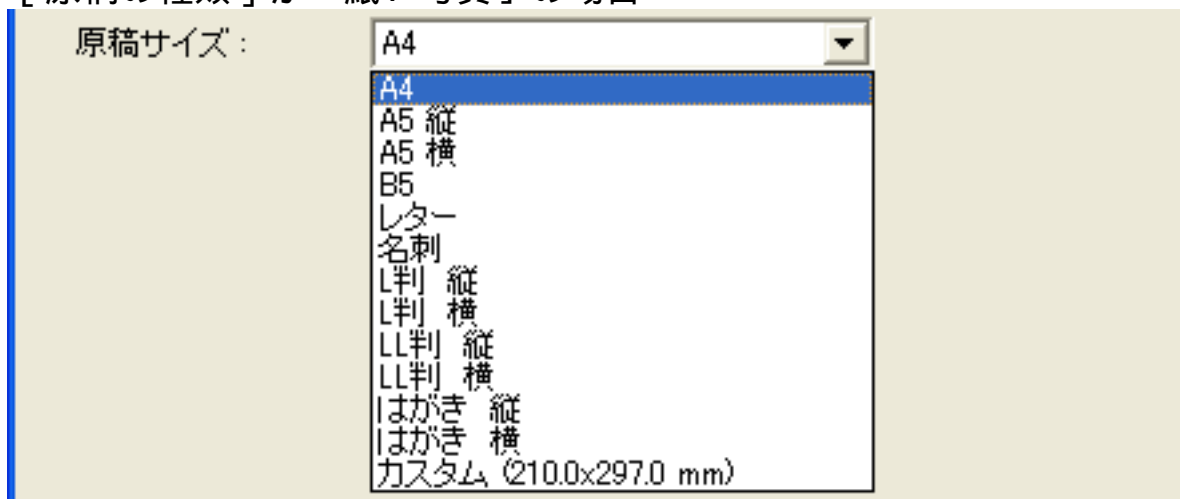 原稿サイズ: A4
A4
A5 縦
A5 横
B5
レター
名刺
L判 縦
L判 横
LL判 縦
LL判 横
はがき 縦
はがき 横
カスタム (210.0x297.0 mm)